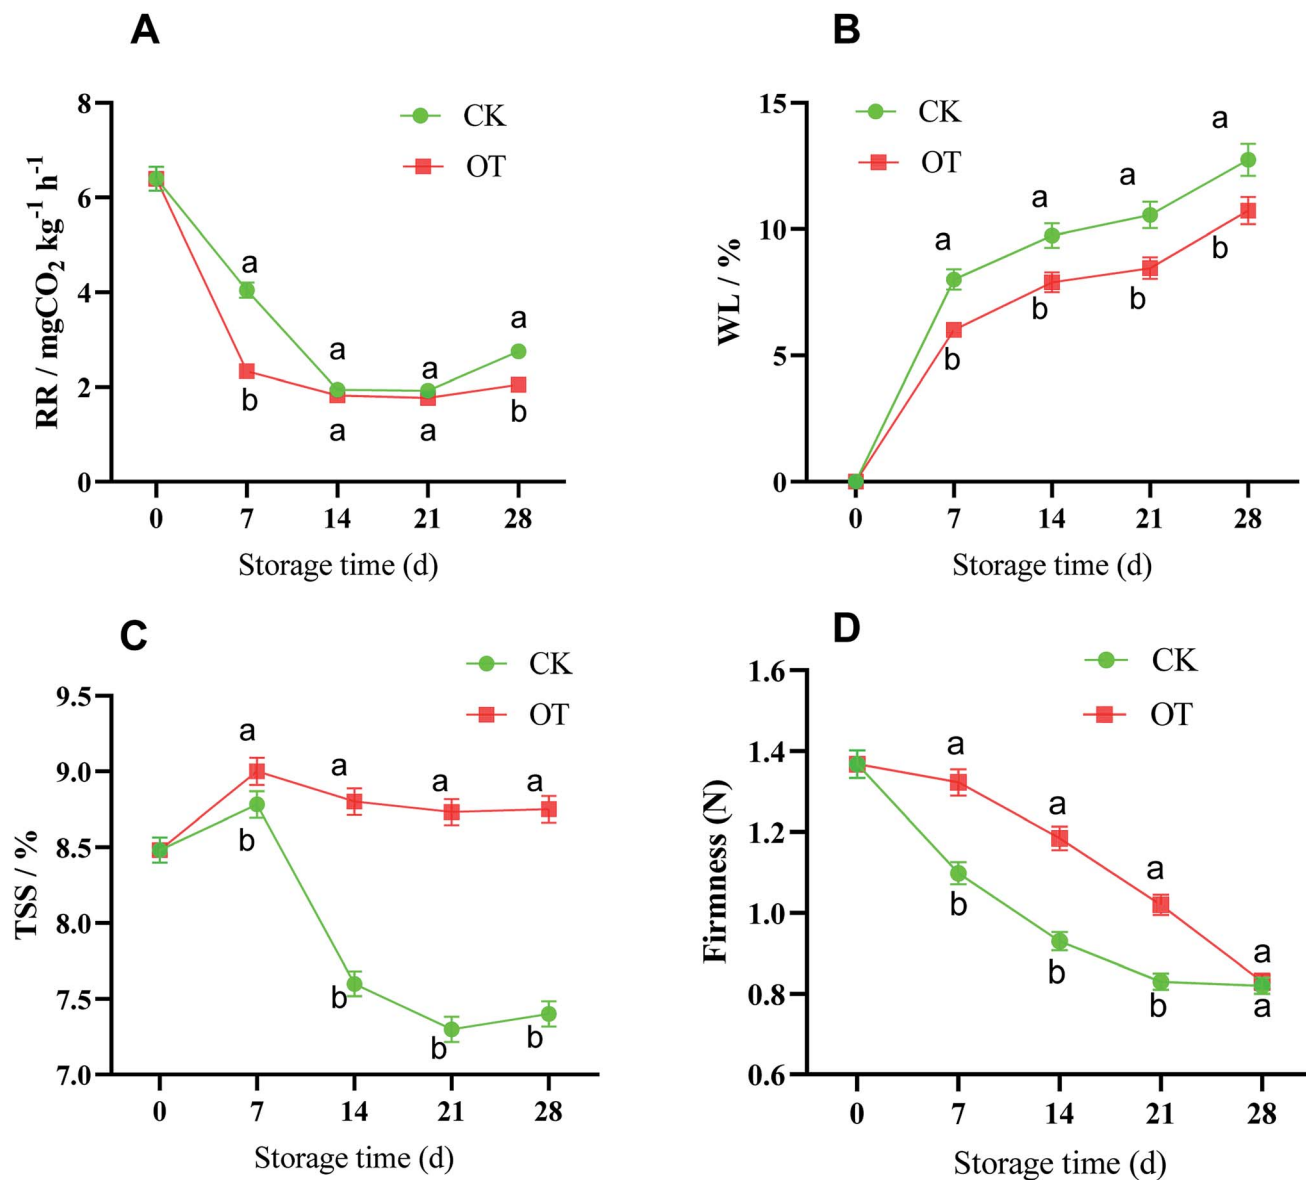 A
8
6
4
2
0
RR / mgCO₂ kg⁻¹ h⁻¹
CK
OT
a
a
a
a
b
a
a
b
0 7 14 21 28
Storage time (d)
B
15
10
5
0
WL / %
CK
OT
a
a
a
a
b
b
b
b
0 7 14 21 28
Storage time (d)
C
9.5
9.0
8.5
8.0
7.5
7.0
TSS / %
CK
OT
a
a
a
a
b
b
b
b
0 7 14 21 28
Storage time (d)
D
1.6
1.4
1.2
1.0
0.8
0.6
Firmness (N)
CK
OT
a
a
a
a
b
b
b
a
0 7 14 21 28
Storage time (d)